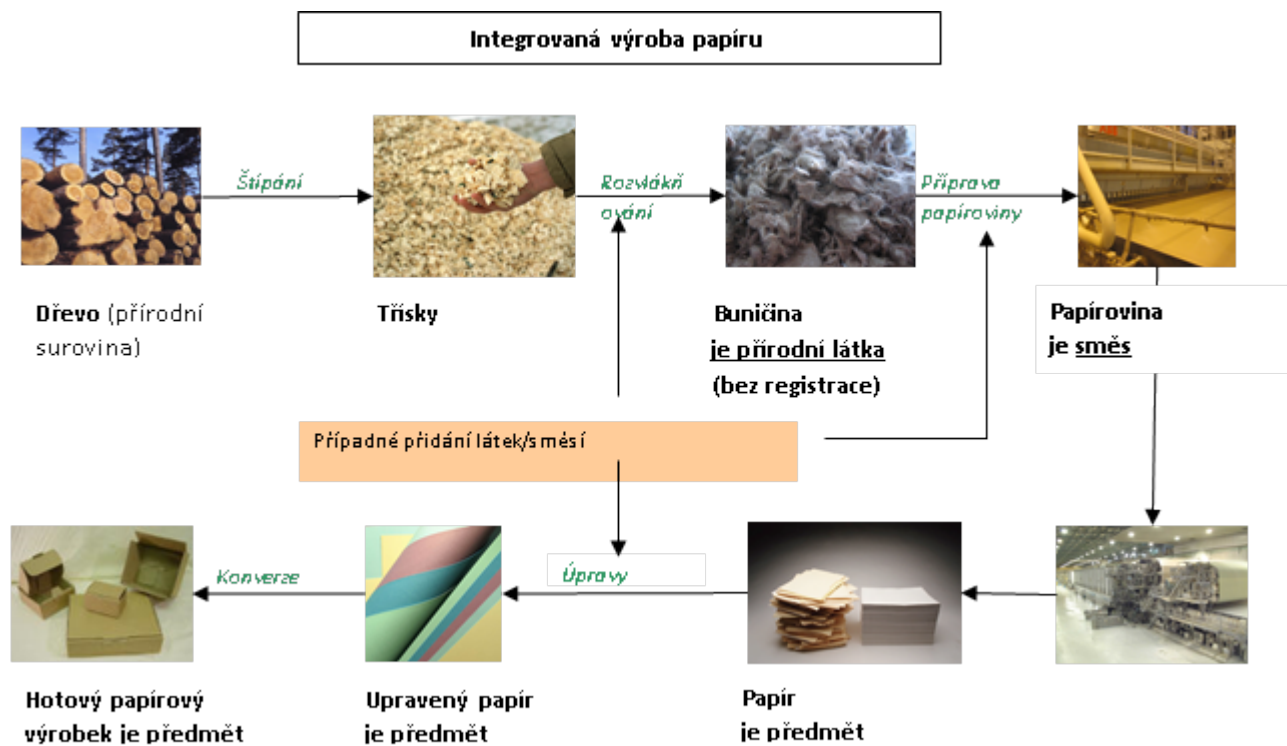 Integrovaná výroba papíru
Štípání
Rozvlákň
ování
Příprava
papíroviny
Dřevo (přírodní
surovina)
Třísky
Buničina
je přírodní látka
(bez registrace)
Papírovina
je směs
Případné přidání látek/směsí
Konverze
Úpravy
Hotový papírový
výrobek je předmět
Upravený papír
je předmět
Papír
je předmět